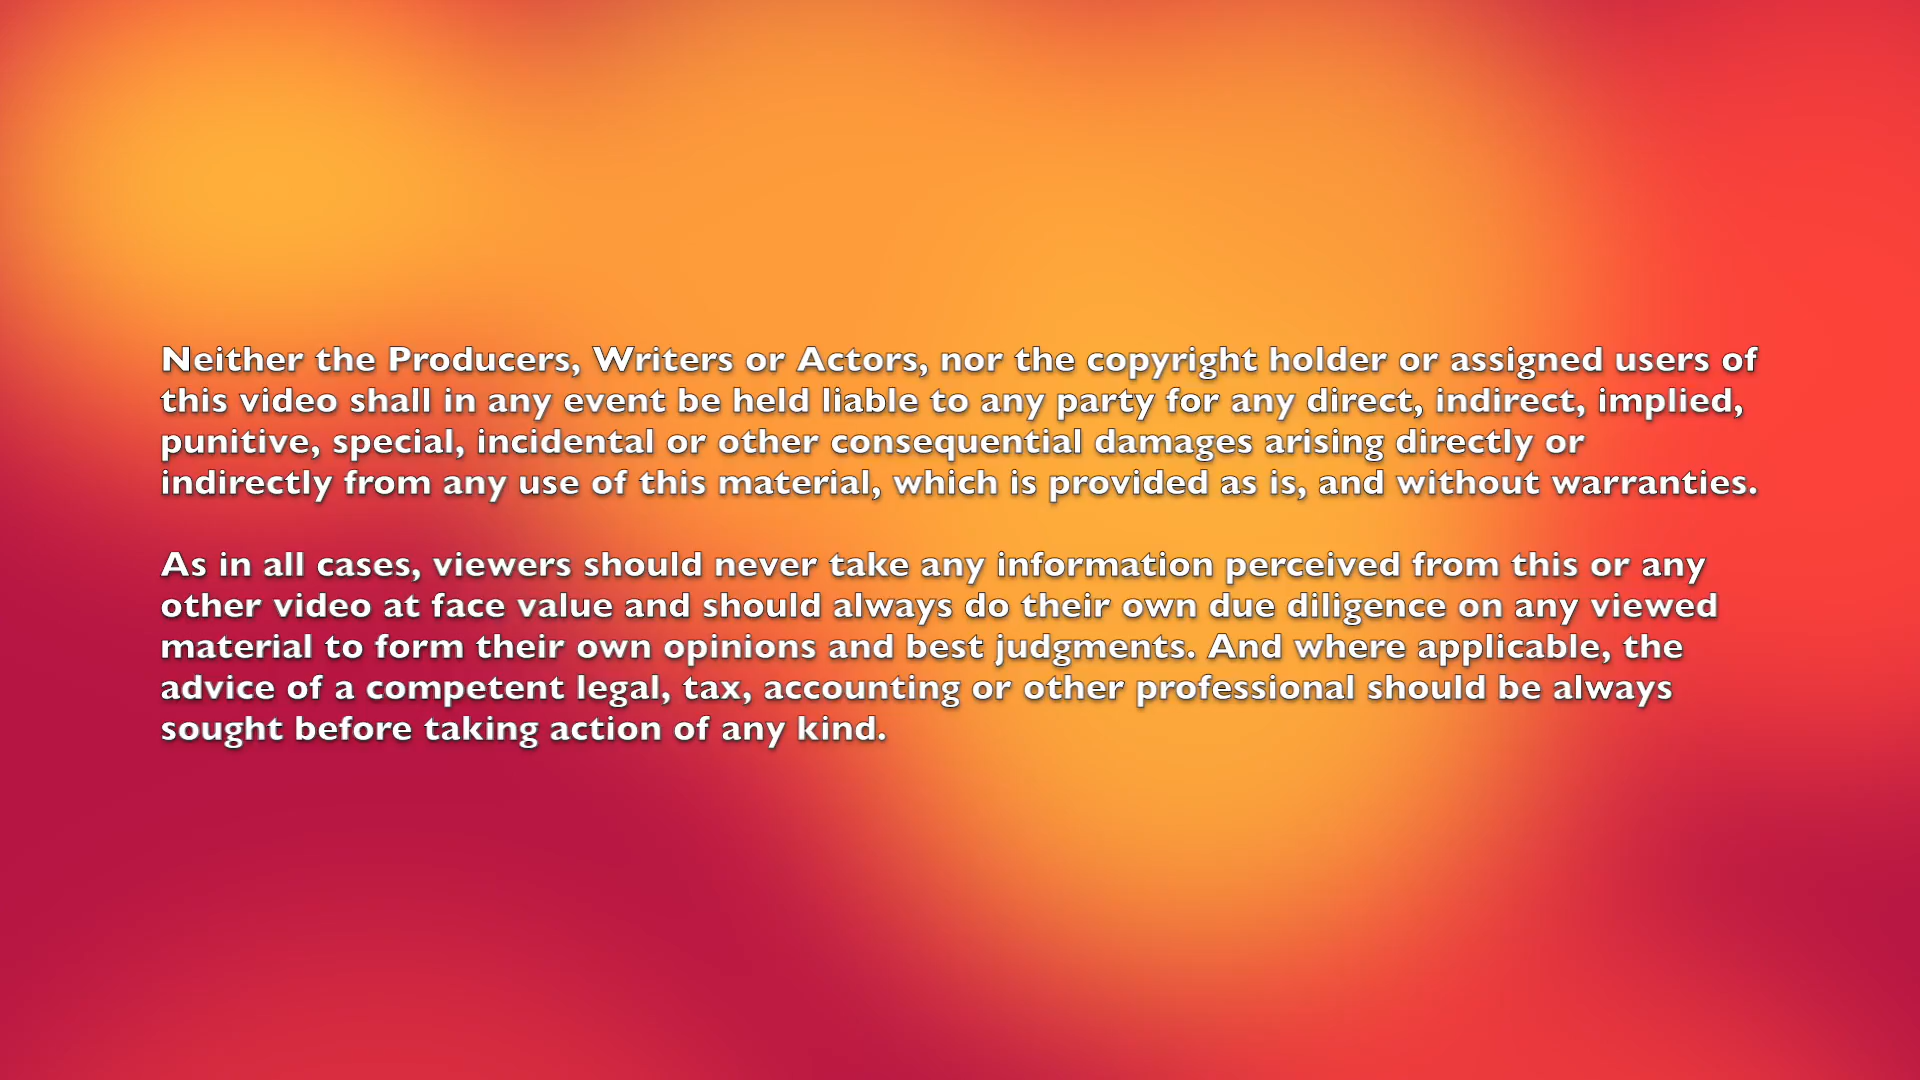 Neither the Producers, Writers or Actors, nor the copyright holder or assigned users of
this video shall in any event be held liable to any party for any direct, indirect, implied,
punitive, special, incidental or other consequential damages arising directly or
indirectly from any use of this material, which is provided as is, and without warranties.
As in all cases, viewers should never take any information perceived from this or any
other video at face value and should always do their own due diligence on any viewed
material to form their own opinions and best judgments. And where applicable, the
advice of a competent legal, tax, accounting or other professional should be always
sought before taking action of any kind.